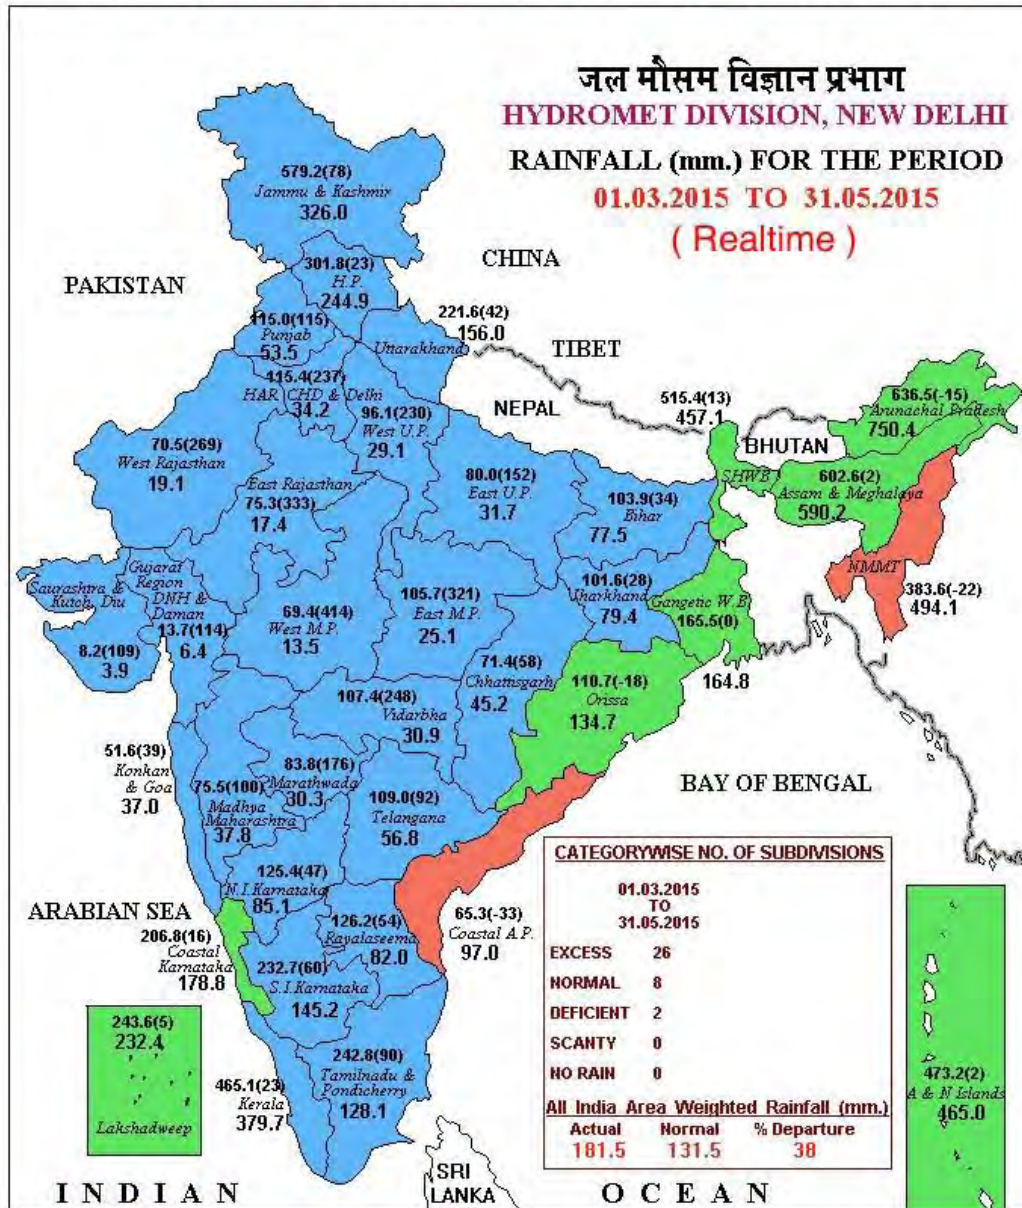 जल मौसम विज्ञान प्रभाग
HYDROMET DIVISION, NEW DELHI
RAINFALL (mm.) FOR THE PERIOD
01.03.2015 TO 31.05.2015
( Realtime )
579.2(78)
Jammu & Kashmir
326.0
CHINA
PAKISTAN
301.8(23)
H.P.
244.9
115.0(115)
Punjab
53.5
221.6(42)
156.0
Uttarakhand
TIBET
115.4(237)
HAR CHD & Delhi
34.2
96.1(230)
West U.P.
29.1
NEPAL
515.4(13)
457.1
SHWB
BHUTAN
636.5(-15)
Arunachal Pradesh
750.4
70.5(269)
West Rajasthan
19.1
East Rajasthan
75.3(333)
17.4
80.0(152)
East U.P.
31.7
103.9(34)
Bihar
77.5
602.6(2)
Assam & Meghalaya
590.2
NMMT
383.6(-22)
494.1
Saurashtra &
Kutch, Diu
8.2(109)
3.9
Gujarat
Region
DNH &
Daman
13.7(114)
6.4
69.4(414)
West M.P.
13.5
105.7(321)
East M.P.
25.1
101.6(28)
Jharkhand
79.4
Gangetic W.B
165.5(0)
164.8
71.4(58)
Chhattisgarh
45.2
110.7(-18)
Orissa
134.7
107.4(248)
Vidarbha
30.9
51.6(39)
Konkan
& Goa
37.0
75.5(100)
Madhya
Maharashtra
37.8
83.8(176)
Marathwada
30.3
109.0(92)
Telangana
56.8
BAY OF BENGAL
125.4(47)
N.I.Karnataka
85.1
ARABIAN SEA
206.8(16)
Coastal
Karnataka
178.8
126.2(54)
Rayalaseema
82.0
65.3(-33)
Coastal A.P.
97.0
232.7(60)
S.I.Karnataka
145.2
243.6(5)
232.4
Lakshadweep
465.1(23)
Kerala
379.7
242.8(90)
Tamilnadu &
Pondicherry
128.1
CATEGORYWISE NO. OF SUBDIVISIONS
01.03.2015
TO
31.05.2015
EXCESS 26
NORMAL 8
DEFICIENT 2
SCANTY 0
NO RAIN 0
All India Area Weighted Rainfall (mm.)
Actual Normal % Departure
181.5 131.5 38
473.2(2)
A & N Islands
465.0
SRI
LANKA
INDIAN OCEAN